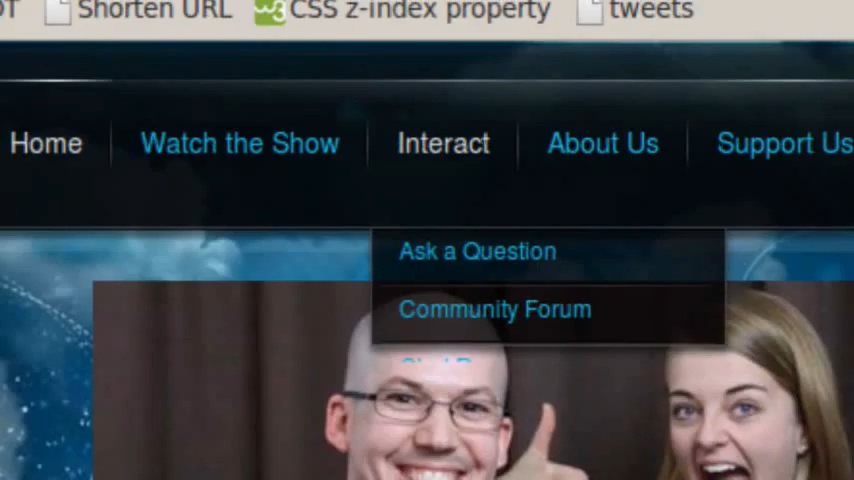 Shorten URL CSS z-index property tweets
Home Watch the Show Interact About Us Support Us
Ask a Question
Community Forum